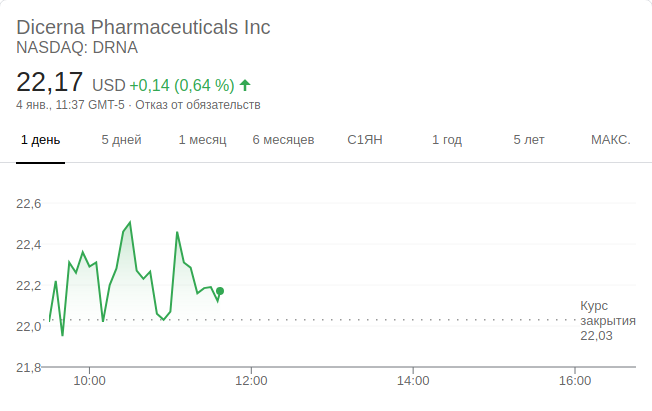 Dicerna Pharmaceuticals Inc
NASDAQ: DRNA
22,17 USD +0,14 (0,64 %)
4 янв., 11:37 GMT-5 · Отказ от обязательств
1 день 5 дней 1 месяц 6 месяцев С1ЯН 1 год 5 лет МАКС.
22,6
22,4
22,2
22,0
21,8
Курс
закрытия
22,03
10:00 12:00 14:00 16:00